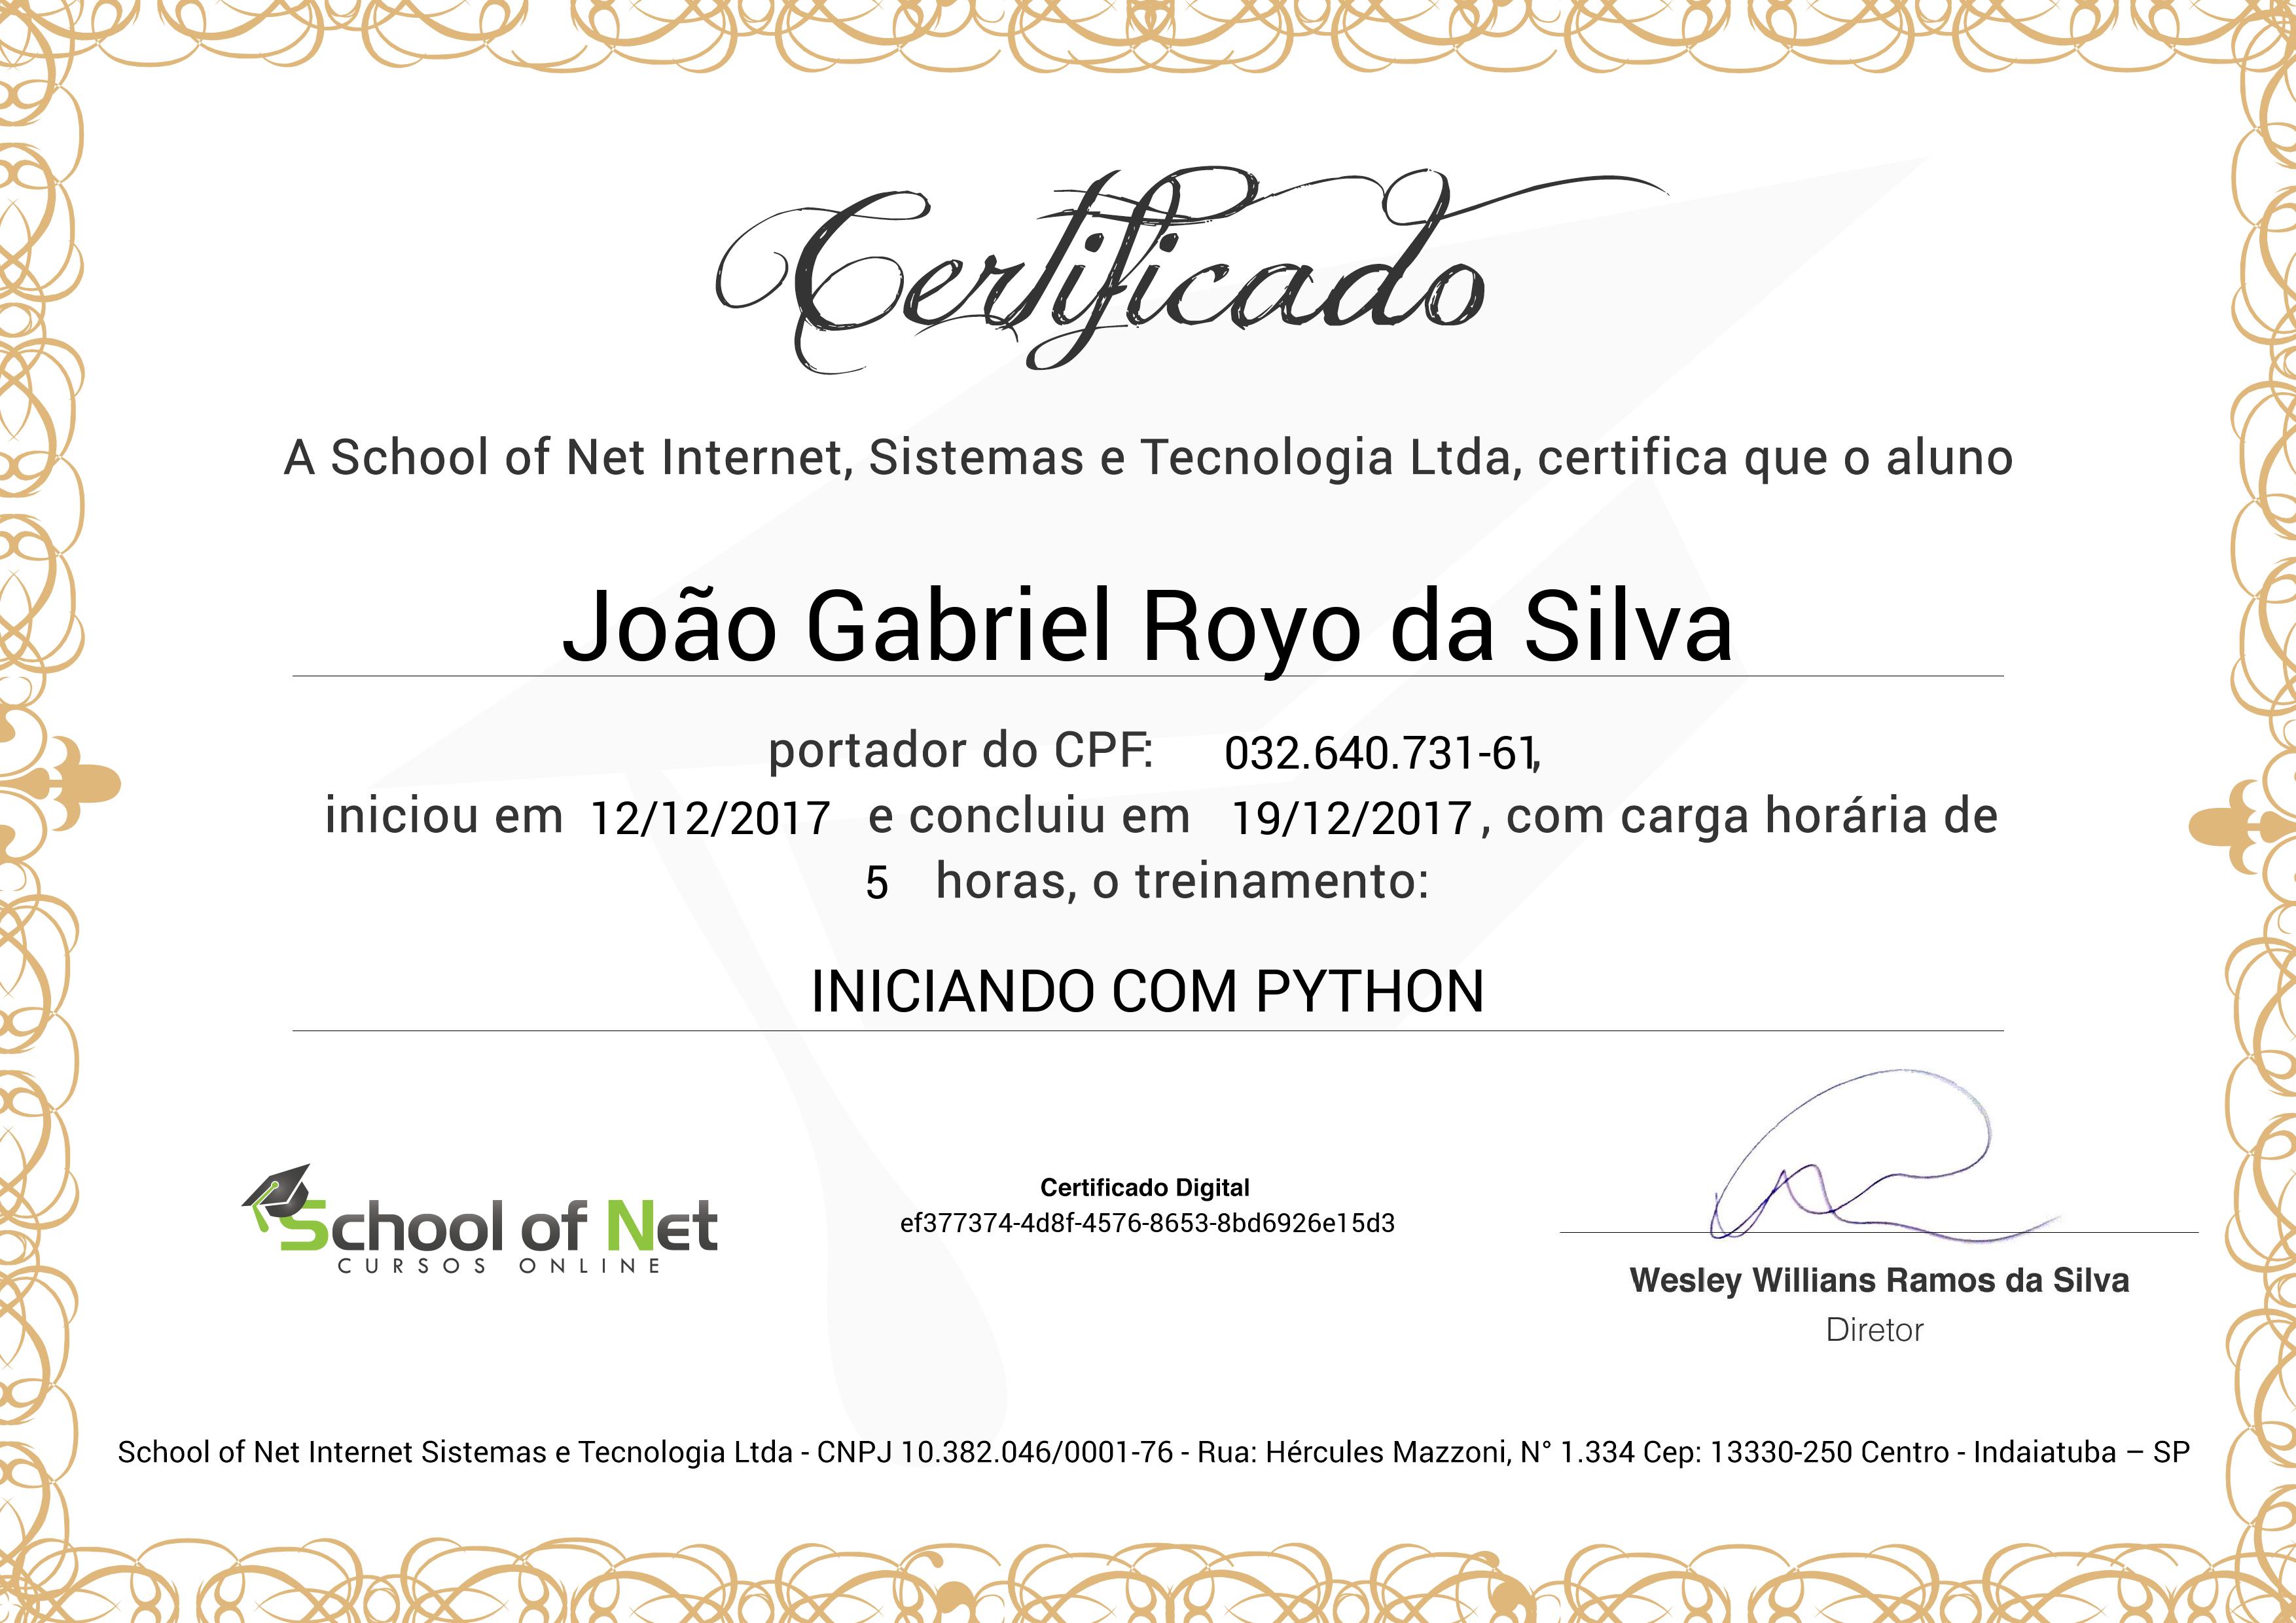 Certificado
A School of Net Internet, Sistemas e Tecnologia Ltda, certifica que o aluno
João Gabriel Royo da Silva
portador do CPF: 032.640.731-61,
iniciou em 12/12/2017 e concluiu em 19/12/2017, com carga horária de
5 horas, o treinamento:
INICIANDO COM PYTHON
School of Net
CURSOS ONLINE
Certificado Digital
ef377374-4d8f-4576-8653-8bd6926e15d3
Wesley Willians Ramos da Silva
Diretor
School of Net Internet Sistemas e Tecnologia Ltda - CNPJ 10.382.046/0001-76 - Rua: Hércules Mazzoni, N° 1.334 Cep: 13330-250 Centro - Indaiatuba – SP